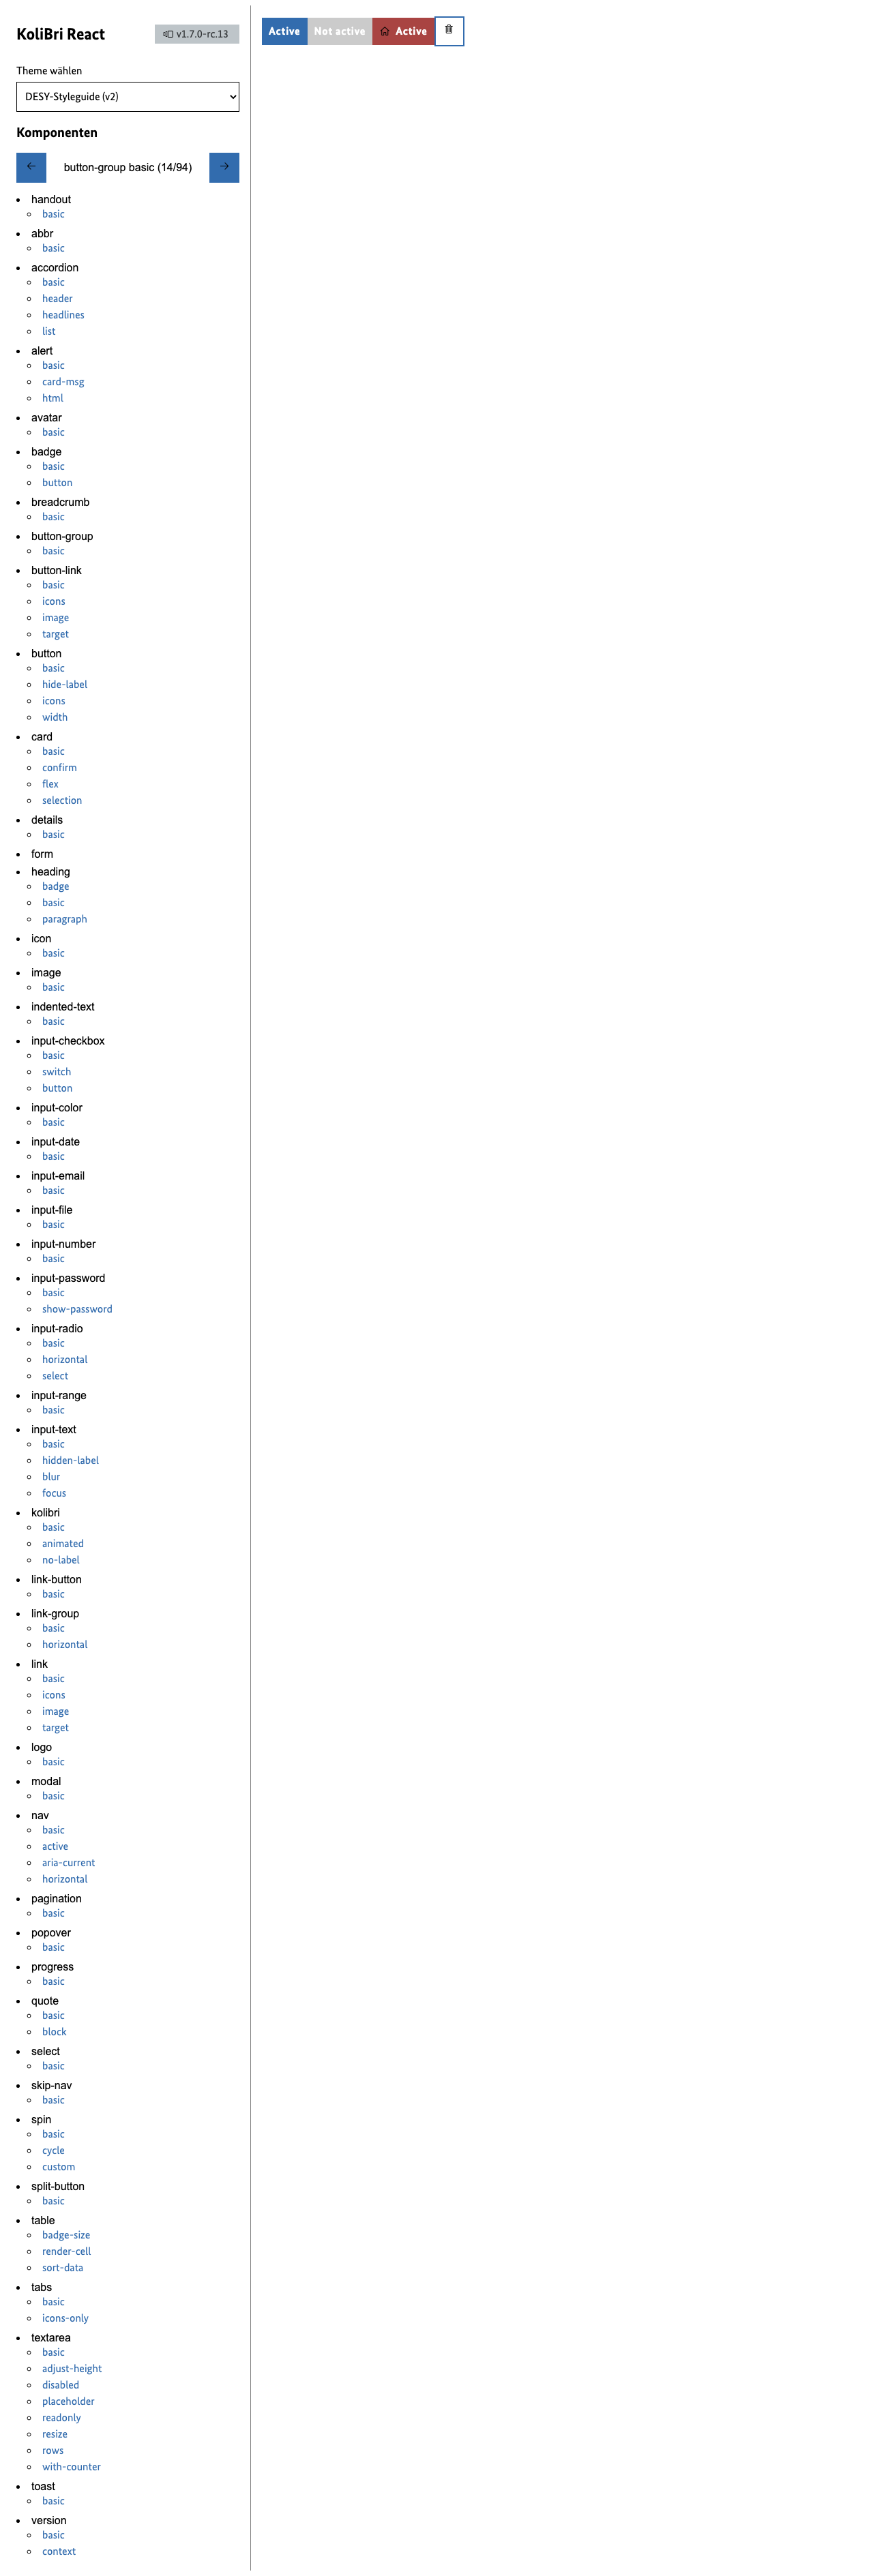 KoliBri React
v1.7.0-rc.13
Theme wählen
DESY-Styleguide (v2)
Komponenten
button-group basic (14/94)
handout
basic
abbr
basic
accordion
basic
header
headlines
list
alert
basic
card-msg
html
avatar
basic
badge
basic
button
breadcrumb
basic
button-group
basic
button-link
basic
icons
image
target
button
basic
hide-label
icons
width
card
basic
confirm
flex
selection
details
basic
form
heading
badge
basic
paragraph
icon
basic
image
basic
indented-text
basic
input-checkbox
basic
switch
button
input-color
basic
input-date
basic
input-email
basic
input-file
basic
input-number
basic
input-password
basic
show-password
input-radio
basic
horizontal
select
input-range
basic
input-text
basic
hidden-label
blur
focus
kolibri
basic
animated
no-label
link-button
basic
link-group
basic
horizontal
link
basic
icons
image
target
logo
basic
modal
basic
nav
basic
active
aria-current
horizontal
pagination
basic
popover
basic
progress
basic
quote
basic
block
select
basic
skip-nav
basic
spin
basic
cycle
custom
split-button
basic
table
badge-size
render-cell
sort-data
tabs
basic
icons-only
textarea
basic
adjust-height
disabled
placeholder
readonly
resize
rows
with-counter
toast
basic
version
basic
context
Active Not active Active